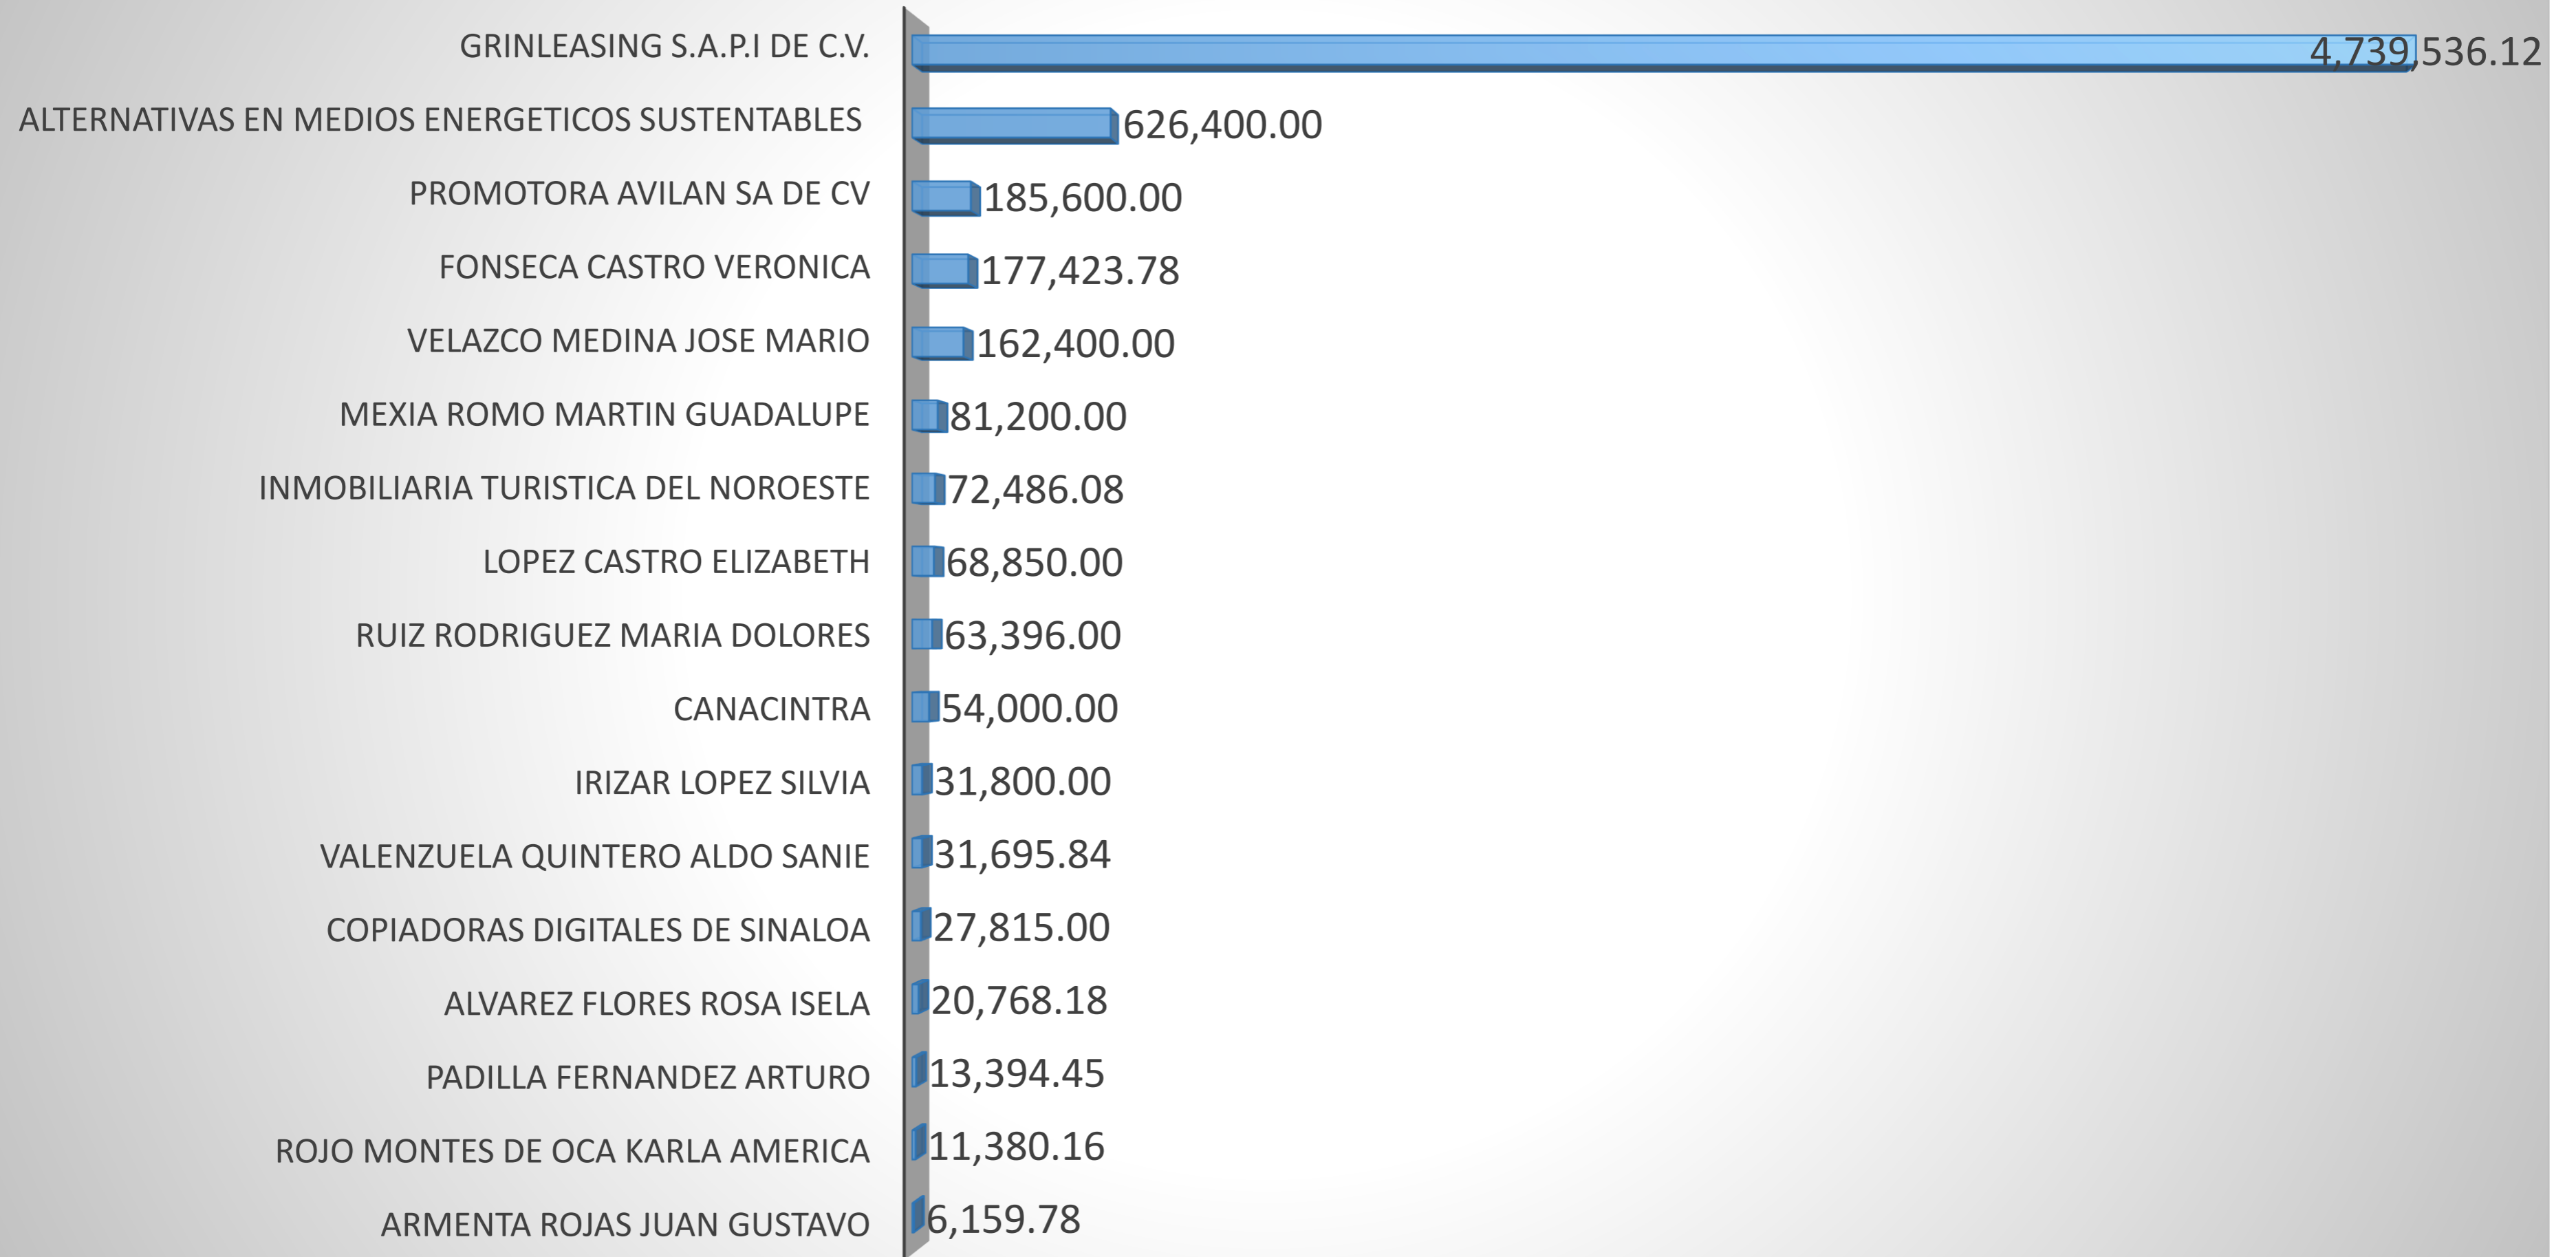 GRINLEASING S.A.P.I DE C.V. 4,739,536.12
ALTERNATIVAS EN MEDIOS ENERGETICOS SUSTENTABLES 626,400.00
PROMOTORA AVILAN SA DE CV 185,600.00
FONSECA CASTRO VERONICA 177,423.78
VELAZCO MEDINA JOSE MARIO 162,400.00
MEXIA ROMO MARTIN GUADALUPE 81,200.00
INMOBILIARIA TURISTICA DEL NOROESTE 72,486.08
LOPEZ CASTRO ELIZABETH 68,850.00
RUIZ RODRIGUEZ MARIA DOLORES 63,396.00
CANACINTRA 54,000.00
IRIZAR LOPEZ SILVIA 31,800.00
VALENZUELA QUINTERO ALDO SANIE 31,695.84
COPIADORAS DIGITALES DE SINALOA 27,815.00
ALVAREZ FLORES ROSA ISELA 20,768.18
PADILLA FERNANDEZ ARTURO 13,394.45
ROJO MONTES DE OCA KARLA AMERICA 11,380.16
ARMENTA ROJAS JUAN GUSTAVO 6,159.78